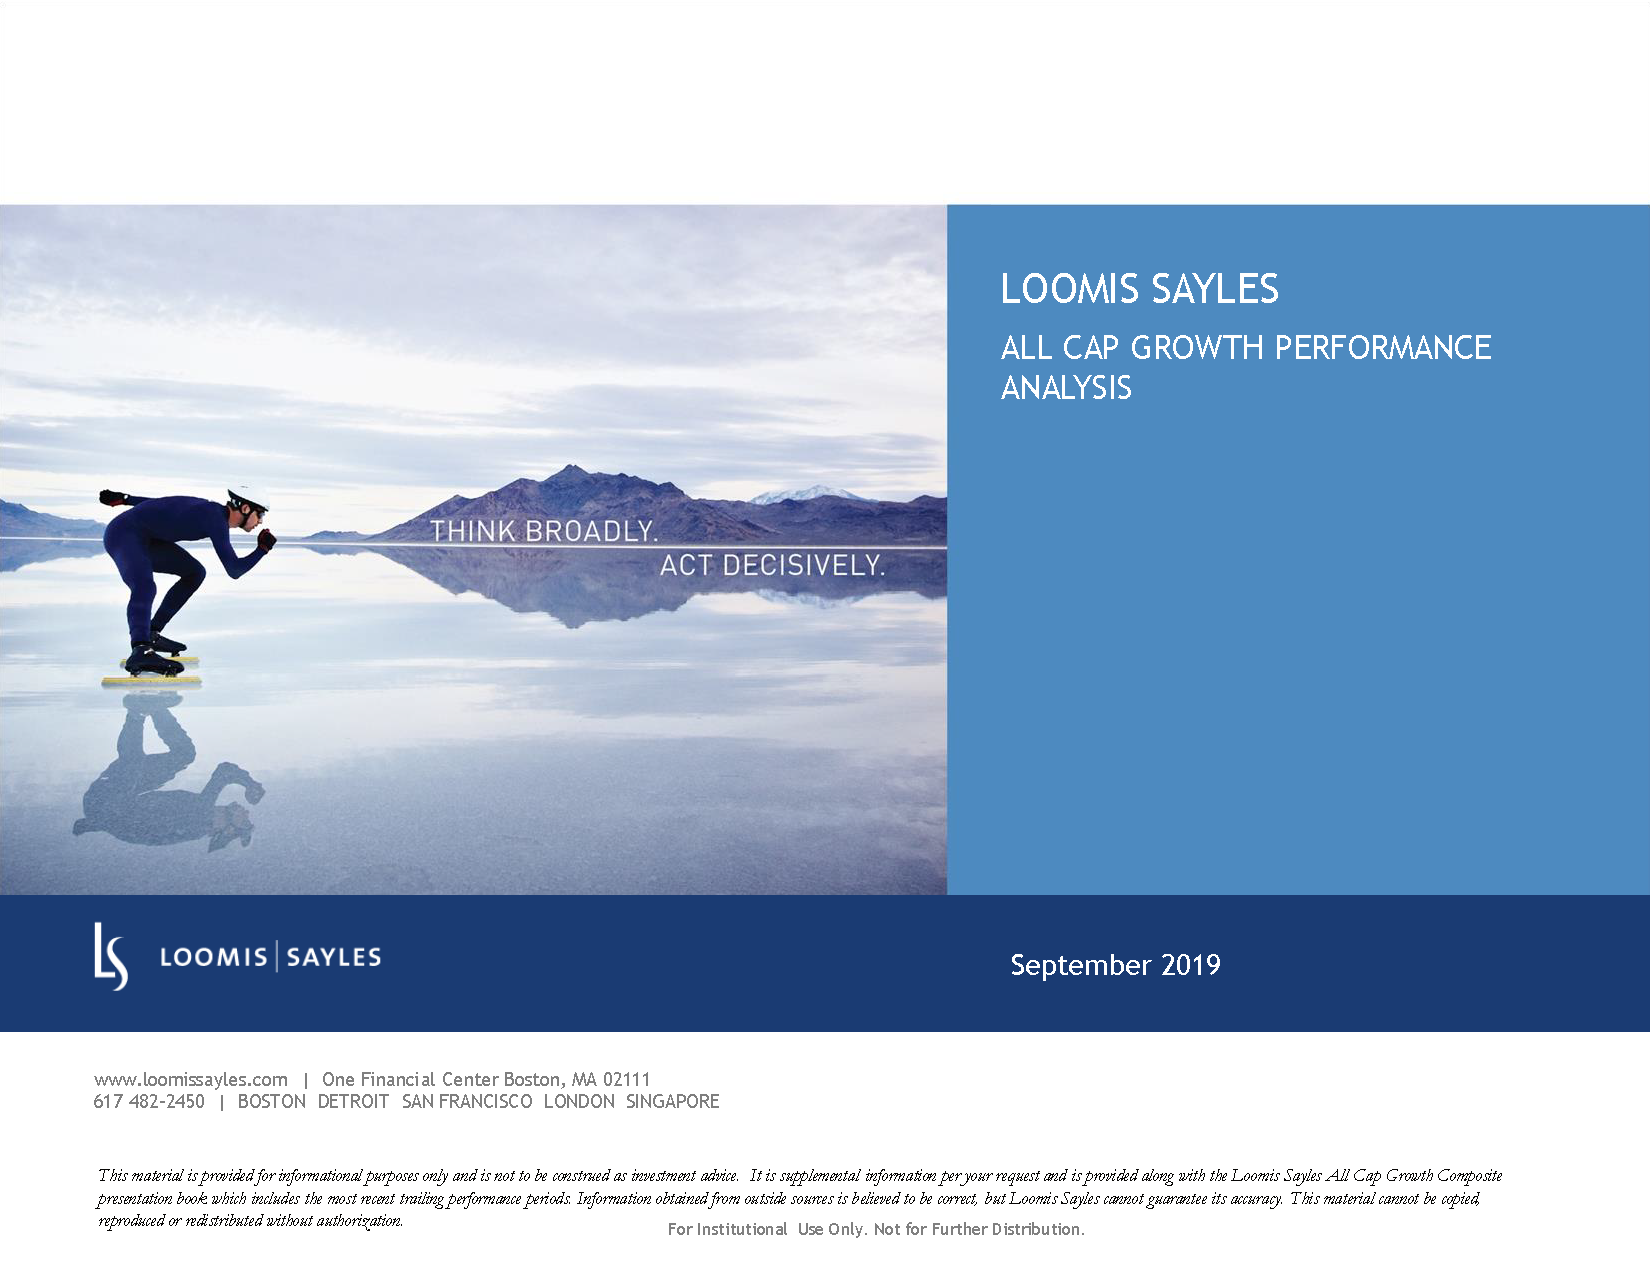 LOOMIS SAYLES
ALL CAP GROWTH PERFORMANCE
ANALYSIS
THINK BROADLY.
ACT DECISIVELY.
LS LOOMIS | SAYLES
September 2019
www.loomissayles.com | One Financial Center Boston, MA 02111
617 482-2450 | BOSTON DETROIT SAN FRANCISCO LONDON SINGAPORE
This material is provided for informational purposes only and is not to be construed as investment advice. It is supplemental information per your request and is provided along with the Loomis Sayles All Cap Growth Composite
presentation book which includes the most recent trailing performance periods. Information obtained from outside sources is believed to be correct, but Loomis Sayles cannot guarantee its accuracy. This material cannot be copied,
reproduced or redistributed without authorization.
For Institutional Use Only. Not for Further Distribution.